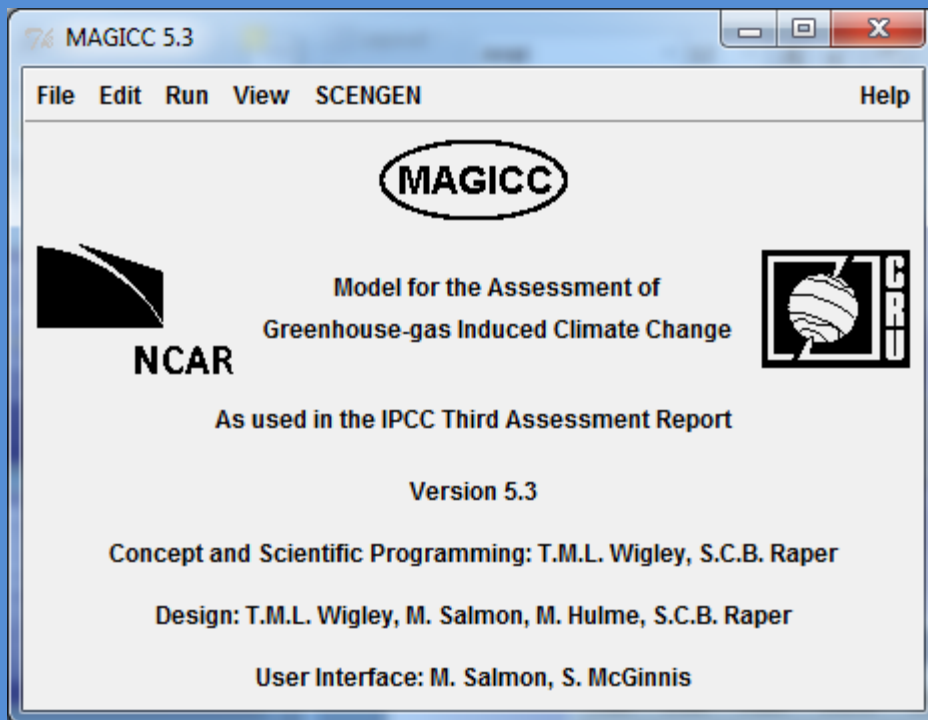 MAGICC 5.3
File Edit Run View SCENGEN Help
MAGICC
Model for the Assessment of
Greenhouse-gas Induced Climate Change
NCAR
CRU
As used in the IPCC Third Assessment Report
Version 5.3
Concept and Scientific Programming: T.M.L. Wigley, S.C.B. Raper
Design: T.M.L. Wigley, M. Salmon, M. Hulme, S.C.B. Raper
User Interface: M. Salmon, S. McGinnis